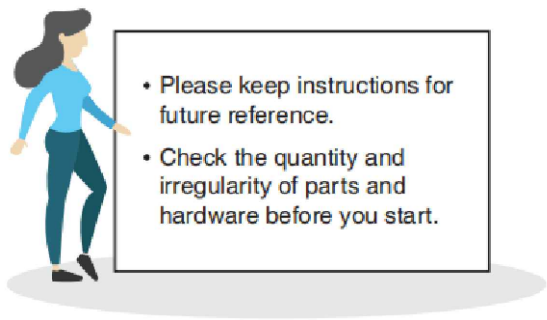 • Please keep instructions for
future reference.
• Check the quantity and
irregularity of parts and
hardware before you start.